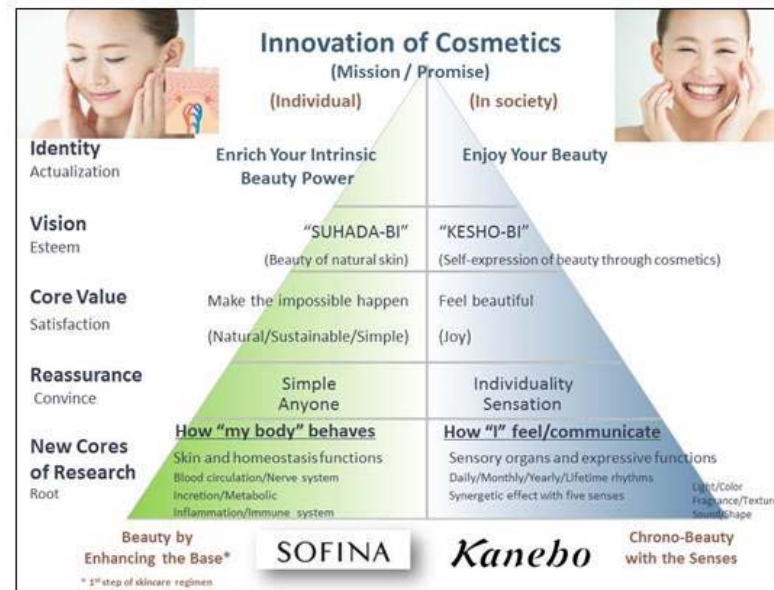 Innovation of Cosmetics
(Mission / Promise)
(Individual)
(In society)
Identity
Actualization
Enrich Your Intrinsic
Beauty Power
Enjoy Your Beauty
Vision
Esteem
“SUHADA-BI”
(Beauty of natural skin)
“KESHO-BI”
(Self-expression of beauty through cosmetics)
Core Value
Satisfaction
Make the impossible happen
(Natural/Sustainable/Simple)
Feel beautiful
(Joy)
Reassurance
Convince
Simple
Anyone
Individuality
Sensation
New Cores
of Research
Root
How “my body” behaves
Skin and homeostasis functions
Blood circulation/Nerve system
Incretion/Metabolic
Inflammation/Immune system
How “I” feel/communicate
Sensory organs and expressive functions
Daily/Monthly/Yearly/Lifetime rhythms
Synergetic effect with five senses
Light/Color
Fragrance/Texture
Sound/Shape
Beauty by
Enhancing the Base*
* 1st step of skincare regimen
SOFINA
Kanebo
Chrono-Beauty
with the Senses